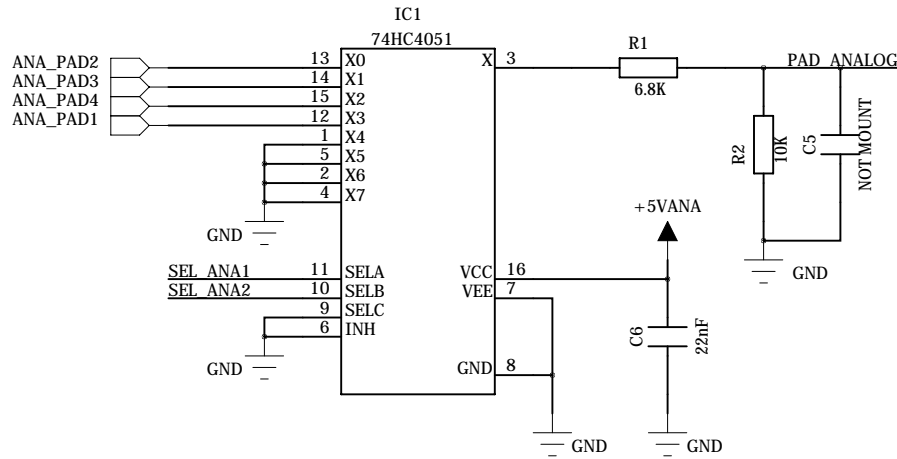 IC1
74HC4051
R1
6.8K
PAD_ANALOG
ANA_PAD2
ANA_PAD3
ANA_PAD4
ANA_PAD1
13 X0
14 X1
15 X2
12 X3
1 X4
5 X5
2 X6
4 X7
X 3
GND
R2
10K
C5
NOT MOUNT
GND
+5VANA
SEL_ANA1
SEL_ANA2
11 SELA
10 SELB
9 SELC
6 INH
VCC 16
VEE 7
GND 8
GND
C6
22nF
GND
GND